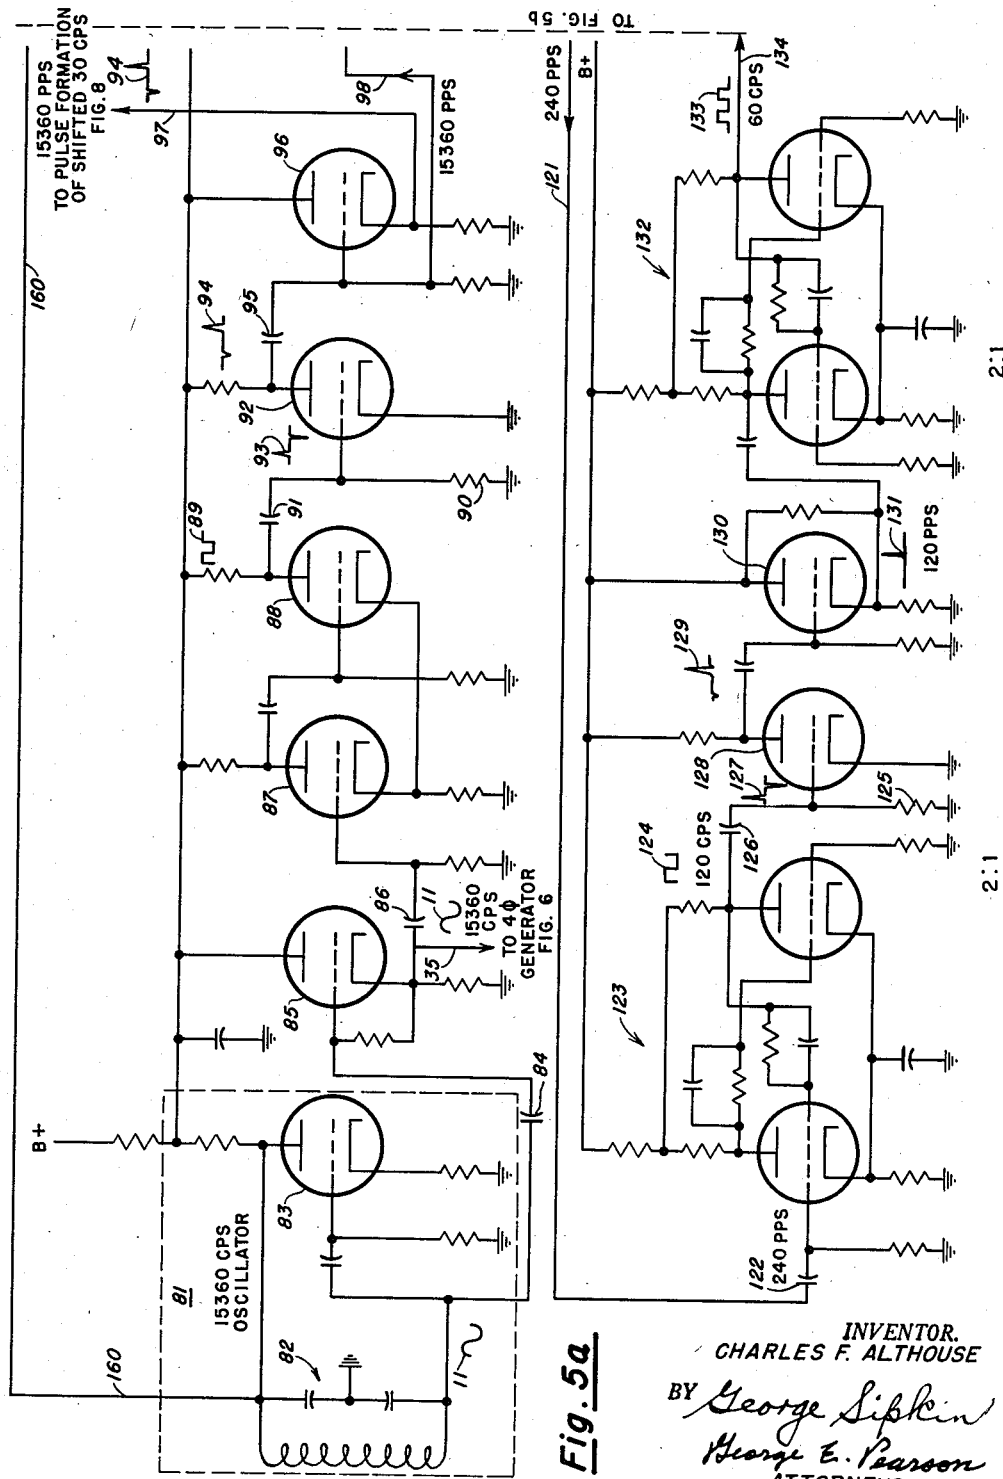 TO FIG. 5b
15360 PPS
TO PULSE FORMATION
OF SHIFTED 30 CPS
FIG. 8
94
97
98
15360 PPS
96
160
94
95
92
93
90
89
91
88
87
86
11
15360
CPS
TO 4ϕ
GENERATOR
FIG. 6
35
85
84
B+
83
15360 CPS
OSCILLATOR
81
82
160
11
240 PPS
B+
121
133
60 CPS
134
132
2:1
130
131
120 PPS
129
128
127
125
124
120 CPS
126
123
2:1
122
240 PPS
Fig. 5a
INVENTOR.
CHARLES F. ALTHOUSE
BY George Sipkin
George E. Pearson
ATTORNEYS